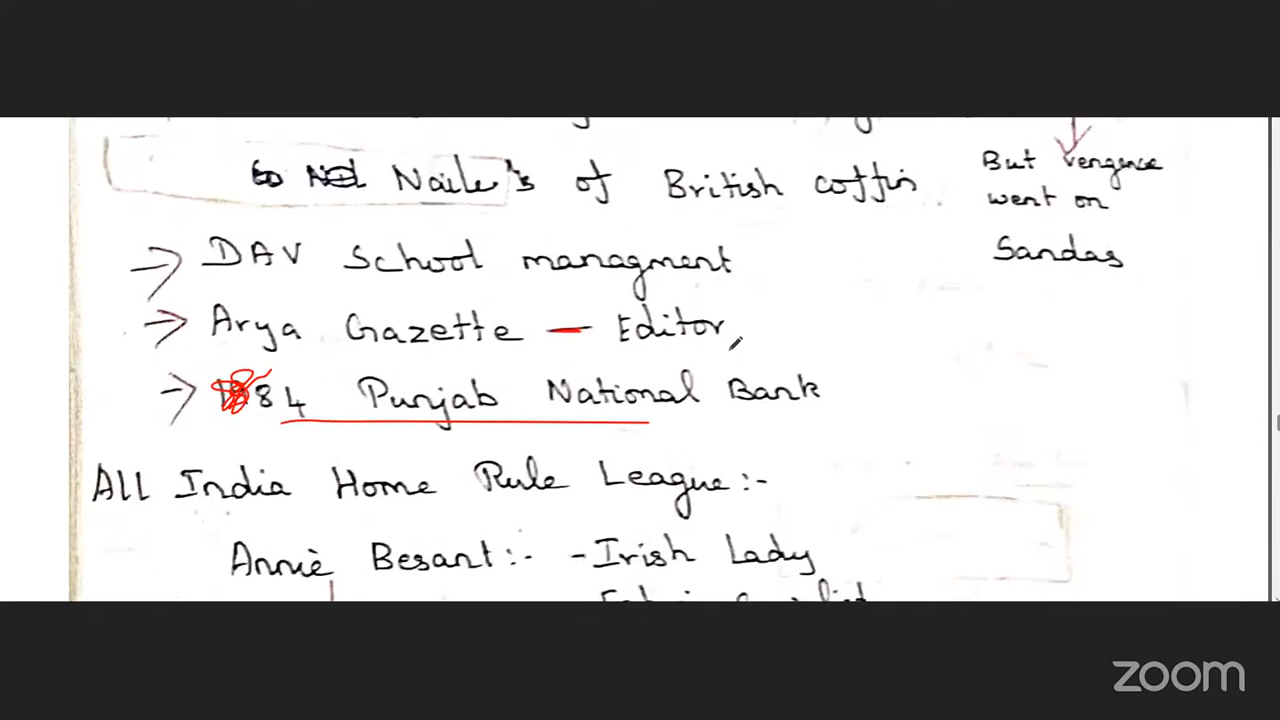 Naile's of British coffin
But vengence
went on
Sandas
→ DAV School managment
→ Arya Gazette - Editor
→ 84 Punjab National Bank
All India Home Rule League :-
Annie Besant :- - Irish Lady
zoom